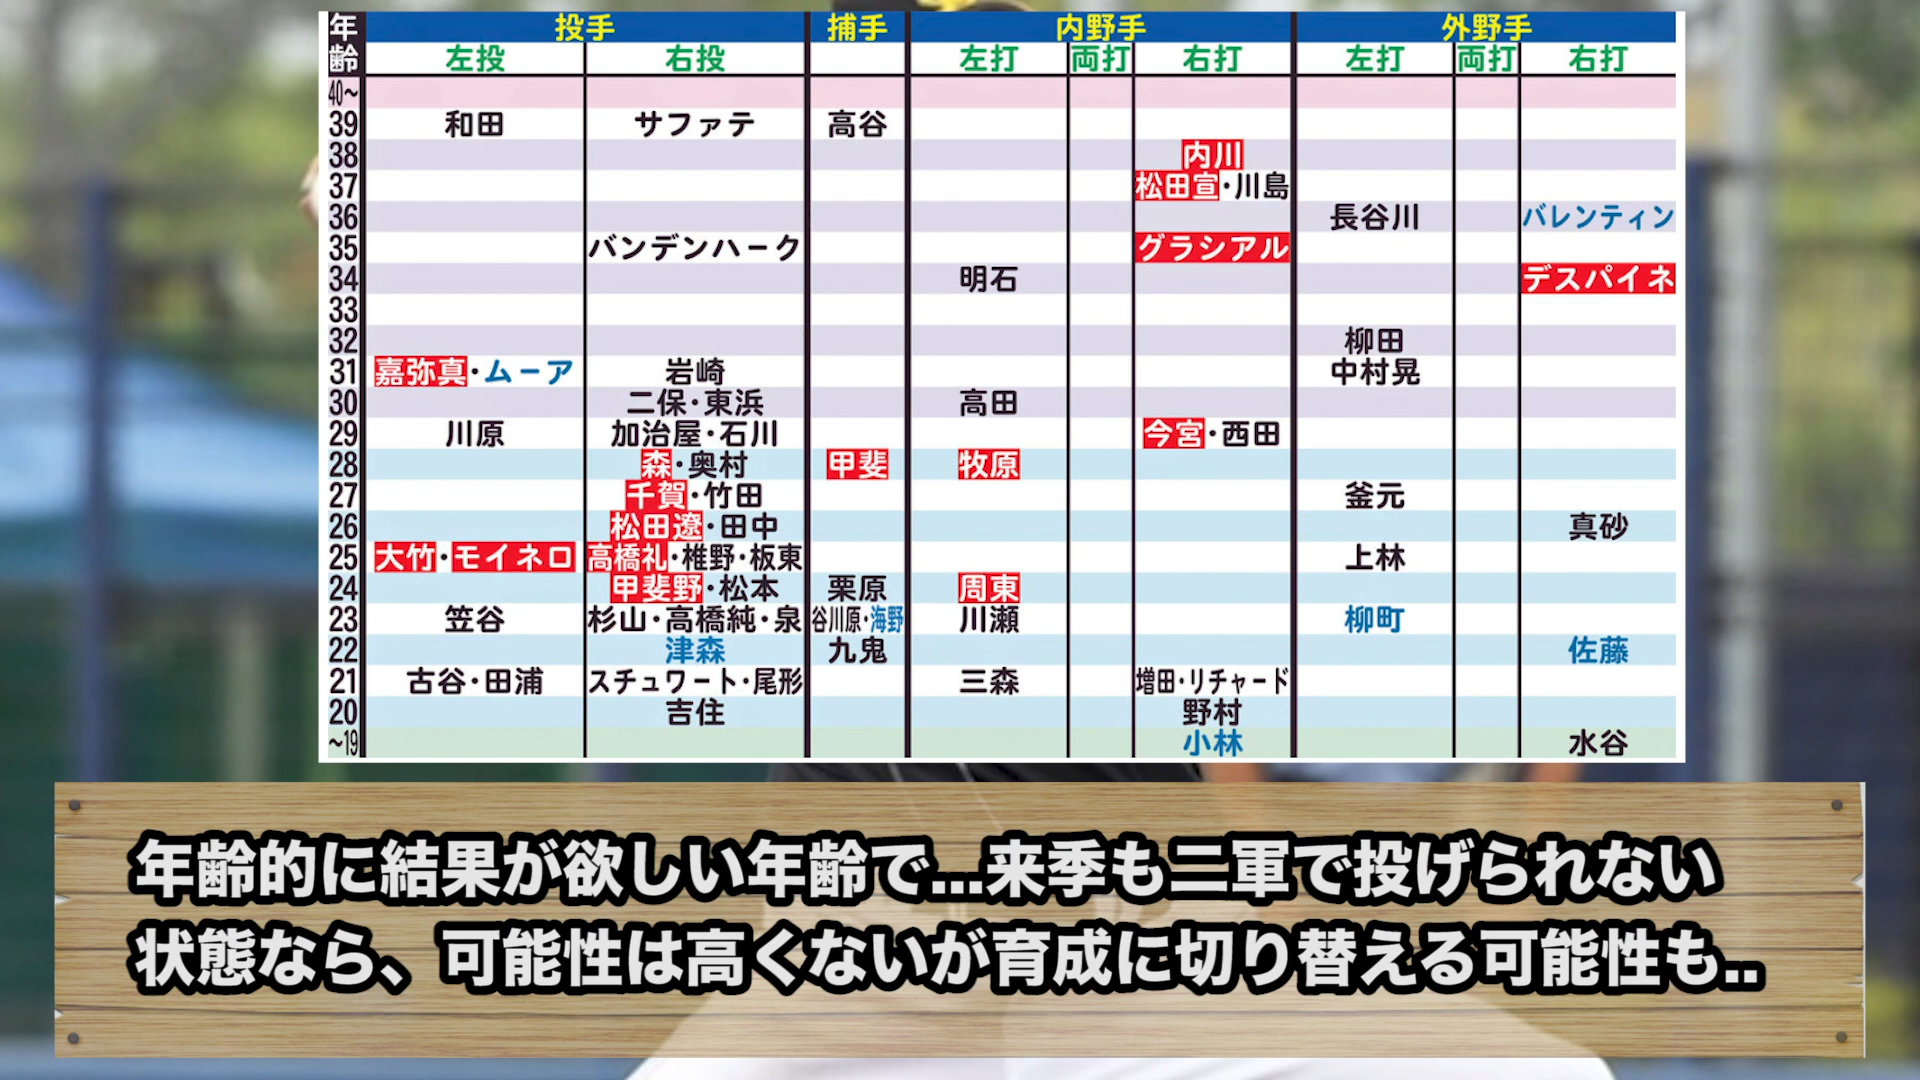 年齢 投手 捕手 内野手 外野手
左投 右投 左打 両打 右打 左打 両打 右打
40~
39 和田 サファテ 高谷
38 内川
37 松田宣・川島
36 長谷川 バレンティン
35 バンデンハーク グラシアル
34 明石 デスパイネ
33
32 柳田
31 嘉弥真・ムーア 岩崎 中村晃
30 二保・東浜 高田
29 川原 加治屋・石川 今宮・西田
28 森・奥村 甲斐 牧原
27 千賀・竹田 釜元
26 松田遼・田中 真砂
25 大竹・モイネロ 高橋礼・椎野・板東 上林
24 甲斐野・松本 栗原 周東
23 笠谷 杉山・高橋純・泉 谷川原・海野 川瀬 柳町
22 津森 九鬼 佐藤
21 古谷・田浦 スチュワート・尾形 三森 増田・リチャード
20 吉住 野村
~19 小林 水谷
年齢的に結果が欲しい年齢で...来季も二軍で投げられない
状態なら、可能性は高くないが育成に切り替える可能性も..